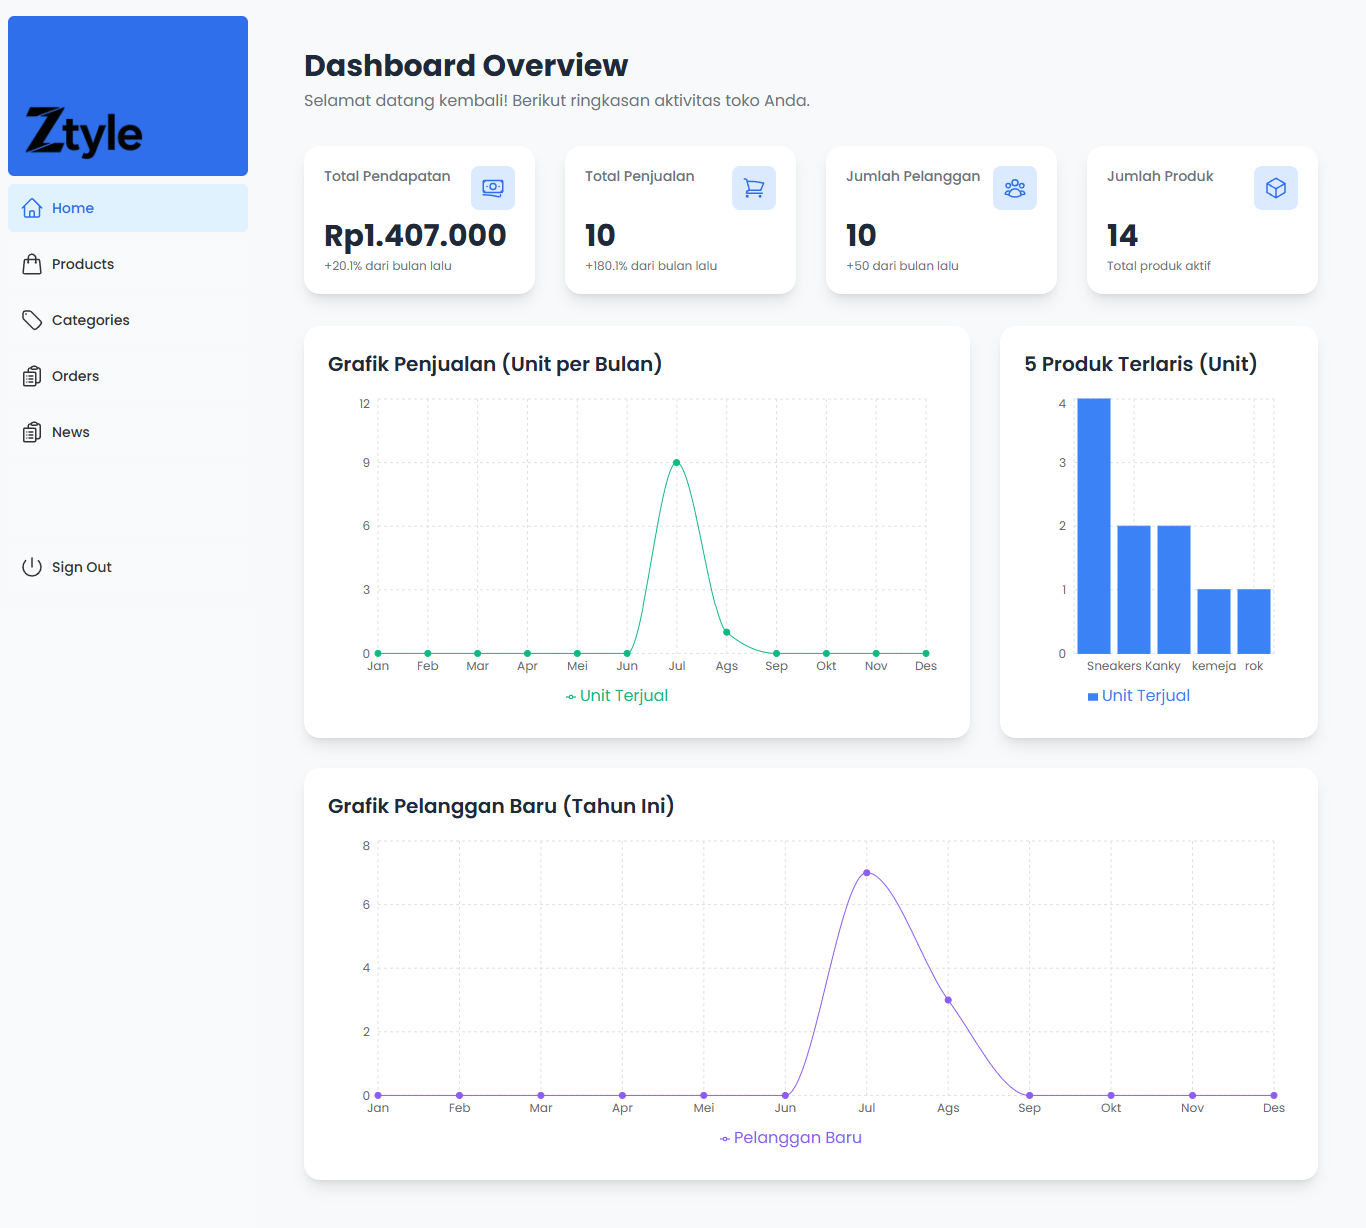 Ztyle
Home
Products
Categories
Orders
News
Sign Out
Dashboard Overview
Selamat datang kembali! Berikut ringkasan aktivitas toko Anda.
Total Pendapatan
Rp1.407.000
+20.1% dari bulan lalu
Total Penjualan
10
+180.1% dari bulan lalu
Jumlah Pelanggan
10
+50 dari bulan lalu
Jumlah Produk
14
Total produk aktif
Grafik Penjualan (Unit per Bulan)
12
9
6
3
0
Jan Feb Mar Apr Mei Jun Jul Ags Sep Okt Nov Des
Unit Terjual
5 Produk Terlaris (Unit)
4
3
2
1
0
Sneakers Kanky kemeja rok
Unit Terjual
Grafik Pelanggan Baru (Tahun Ini)
8
6
4
2
0
Jan Feb Mar Apr Mei Jun Jul Ags Sep Okt Nov Des
Pelanggan Baru